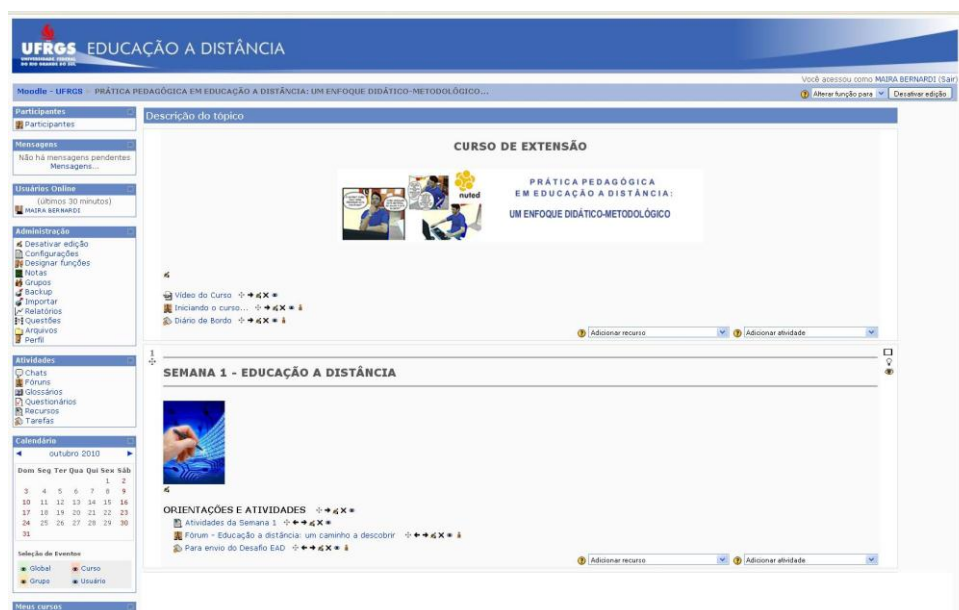 UFRGS EDUCAÇÃO A DISTÂNCIA
UNIVERSIDADE FEDERAL
DO RIO GRANDE DO SUL
Você acessou como MAIRA BERNARDI (Sair)
Moodle - UFRGS PRÁTICA PEDAGÓGICA EM EDUCAÇÃO A DISTÂNCIA: UM ENFOQUE DIDÁTICO-METODOLÓGICO...
Alterar função para
Desativar edição
Participantes
Participantes
Mensagens
Não há mensagens pendentes
Mensagens...
Usuários Online
(últimos 30 minutos)
MAIRA BERNARDI
Administração
Desativar edição
Configurações
Designar funções
Notas
Grupos
Backup
Importar
Relatórios
Questões
Arquivos
Perfil
Atividades
Chats
Fóruns
Glossários
Questionários
Recursos
Tarefas
Calendário
outubro 2010
Dom Seg Ter Qua Qui Sex Sáb
1 2
3 4 5 6 7 8 9
10 11 12 13 14 15 16
17 18 19 20 21 22 23
24 25 26 27 28 29 30
31
Seleção de Eventos
Global Curso
Grupo Usuário
Meus cursos
Descrição do tópico
CURSO DE EXTENSÃO
nuted
PRÁTICA PEDAGÓGICA
EM EDUCAÇÃO A DISTÂNCIA:
UM ENFOQUE DIDÁTICO-METODOLÓGICO
Vídeo do Curso
Iniciando o curso...
Diário de Bordo
Adicionar recurso
Adicionar atividade
1
SEMANA 1 - EDUCAÇÃO A DISTÂNCIA
ORIENTAÇÕES E ATIVIDADES
Atividades da Semana 1
Fórum - Educação a distância: um caminho a descobrir
Para envio do Desafio EAD
Adicionar recurso
Adicionar atividade